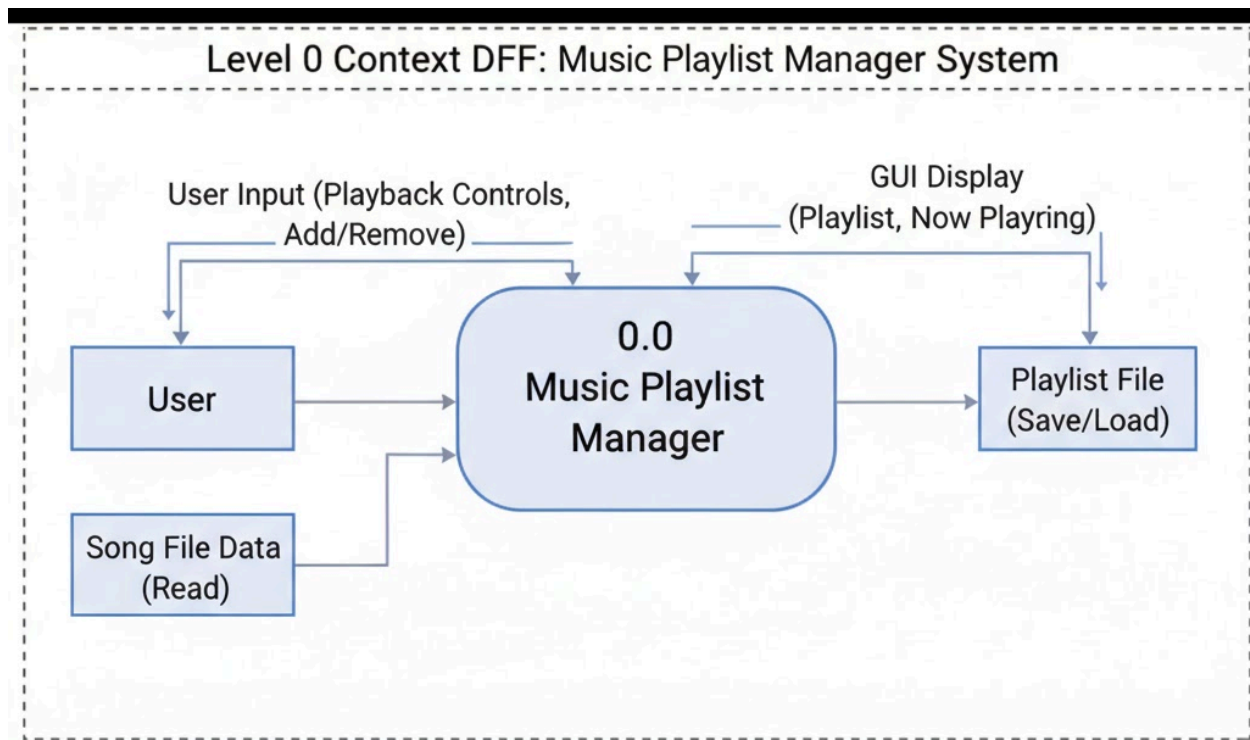 Level 0 Context DFF: Music Playlist Manager System
User Input (Playback Controls,
Add/Remove)
GUI Display
(Playlist, Now Playring)
0.0
Music Playlist
Manager
User
Playlist File
(Save/Load)
Song File Data
(Read)